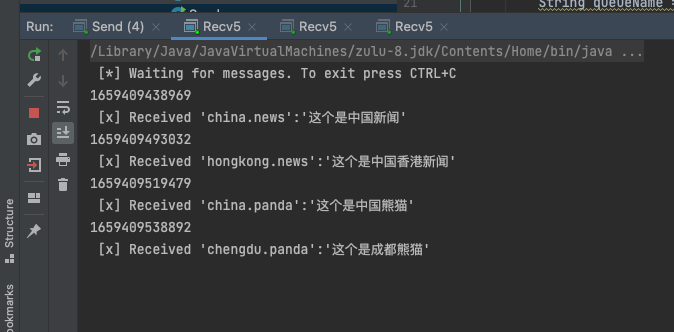 21
String queueName
Run:
Send (4)
Recv5
Recv5
Recv5
/Library/Java/JavaVirtualMachines/zulu-8.jdk/Contents/Home/bin/java ...
[*] Waiting for messages. To exit press CTRL+C
1659409438969
[x] Received 'china.news':'这个是中国新闻'
1659409493032
[x] Received 'hongkong.news':'这个是中国香港新闻'
1659409519479
[x] Received 'china.panda':'这个是中国熊猫'
1659409538892
[x] Received 'chengdu.panda':'这个是成都熊猫'
Structure